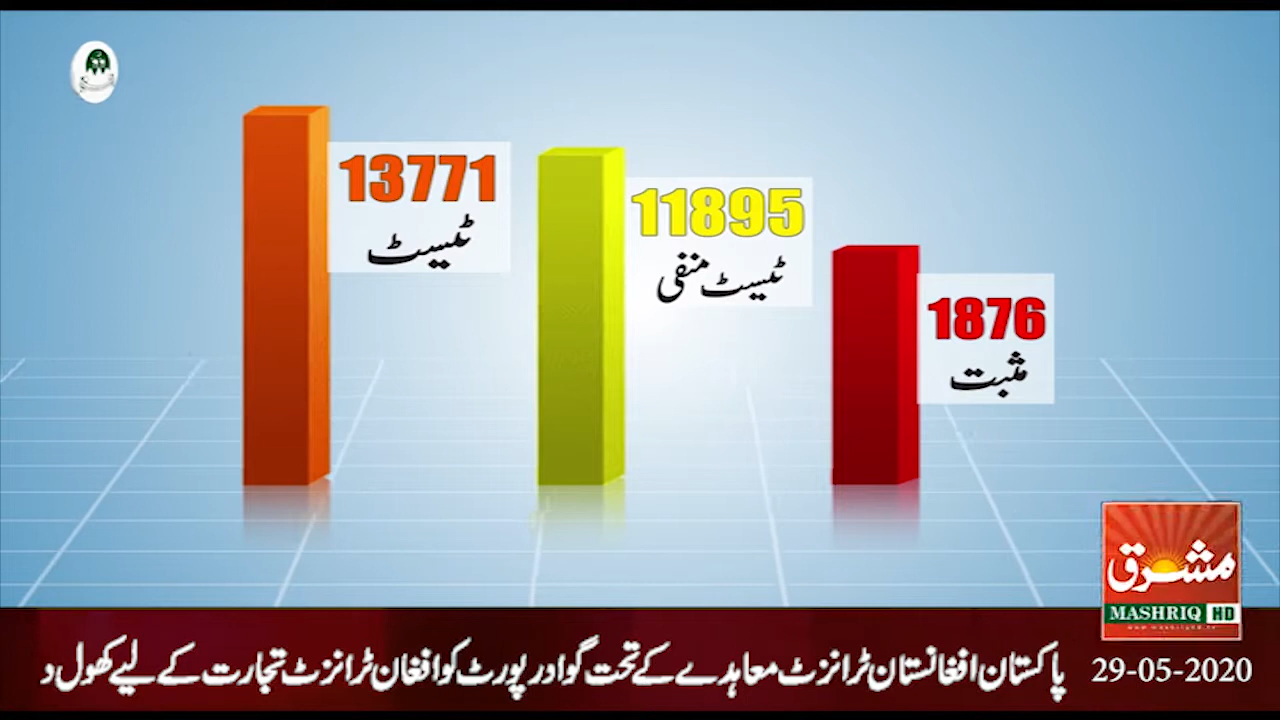 13771
ٹیسٹ
11895
ٹیسٹ منفی
1876
مثبت
مشرق
MASHRIQ HD
پاکستان افغانستان ٹرانزٹ معاہدے کے تحت گوادر پورٹ کو افغان ٹرانزٹ تجارت کے لیے کھول د
29-05-2020